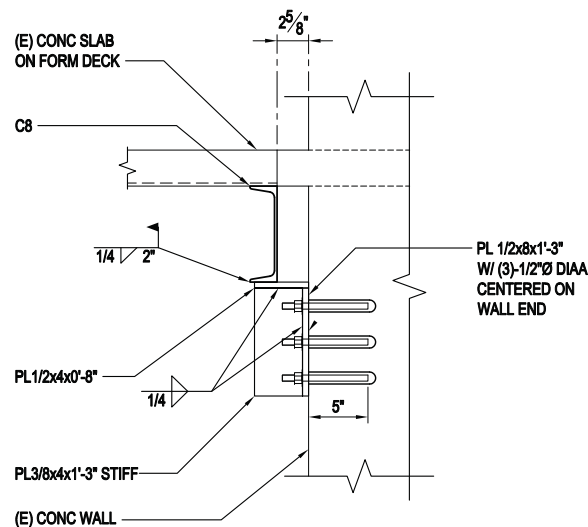 2 5/8"
(E) CONC SLAB
ON FORM DECK
C8
1/4 2"
PL 1/2x8x1'-3"
W/ (3)-1/2"Ø DIAA
CENTERED ON
WALL END
PL1/2x4x0'-8"
1/4
5"
PL3/8x4x1'-3" STIFF
(E) CONC WALL